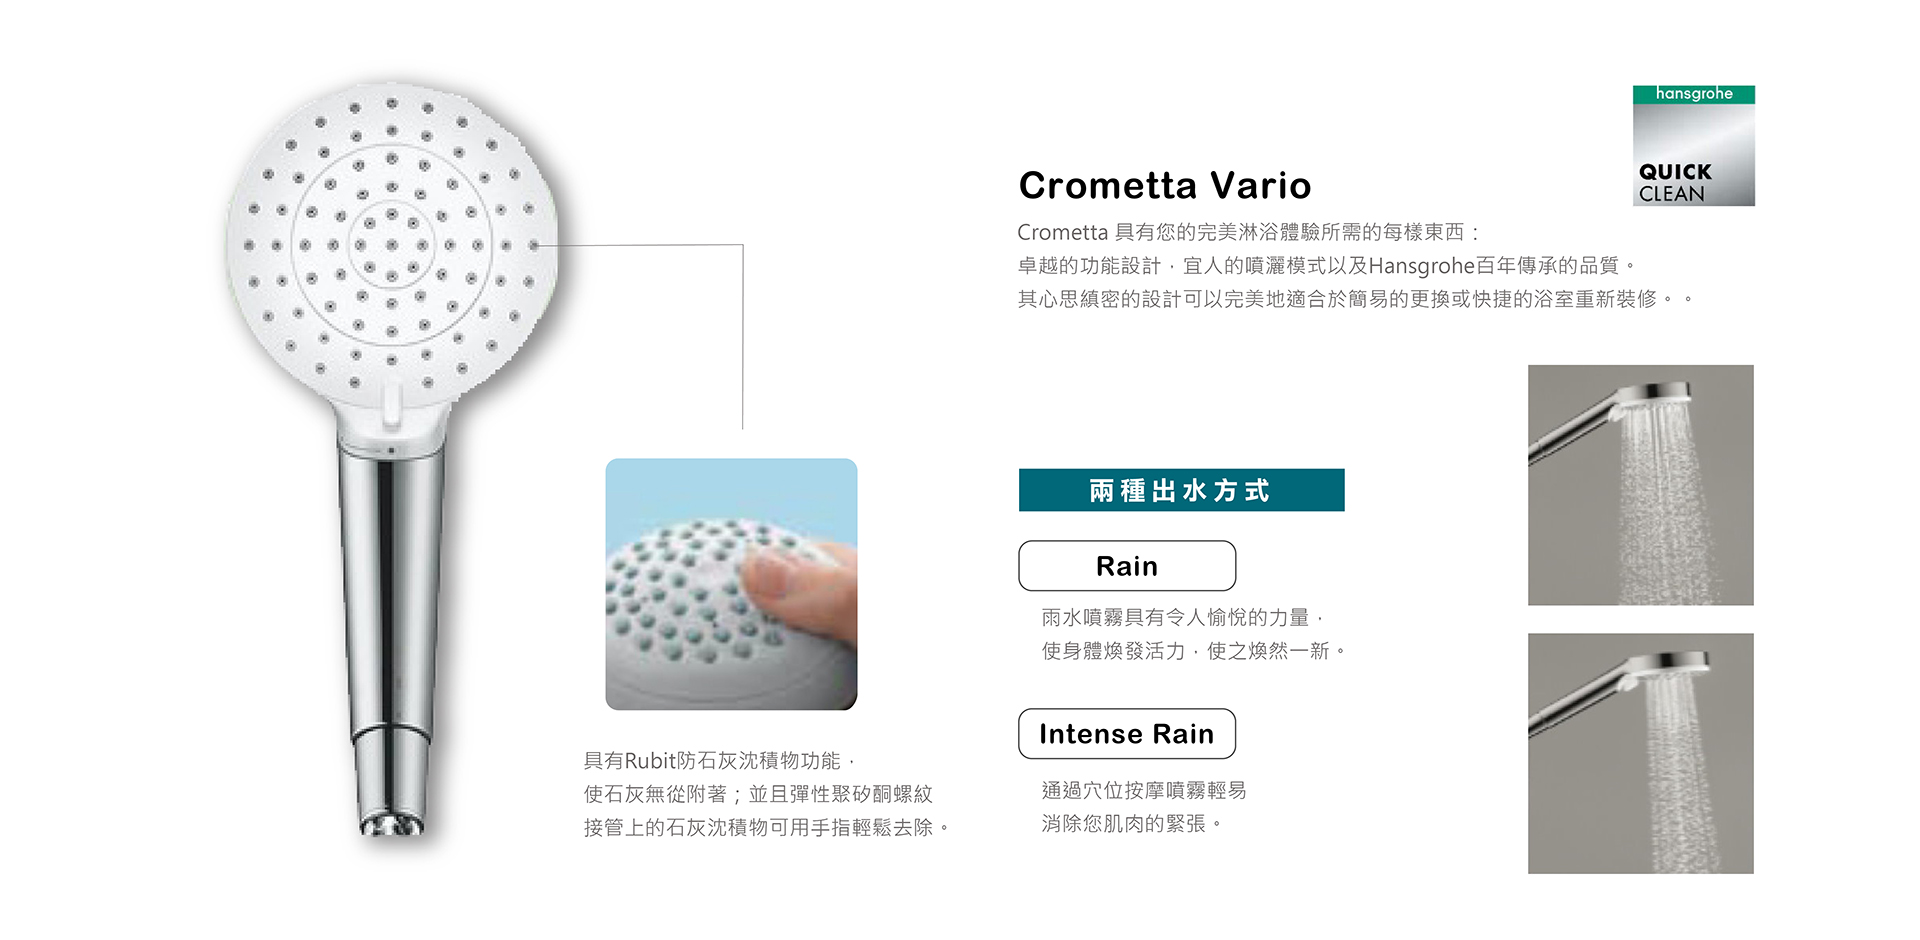 hansgrohe
QUICK
CLEAN
Crometta Vario
Crometta 具有您的完美淋浴體驗所需的每樣東西：
卓越的功能設計，宜人的噴灑模式以及Hansgrohe百年傳承的品質。
其心思縝密的設計可以完美地適合於簡易的更換或快捷的浴室重新裝修。。
兩種出水方式
Rain
雨水噴霧具有令人愉悅的力量，
使身體煥發活力，使之煥然一新。
Intense Rain
通過穴位按摩噴霧輕易
消除您肌肉的緊張。
具有Rubit防石灰沈積物功能，
使石灰無從附著；並且彈性聚矽酮螺紋
接管上的石灰沈積物可用手指輕鬆去除。